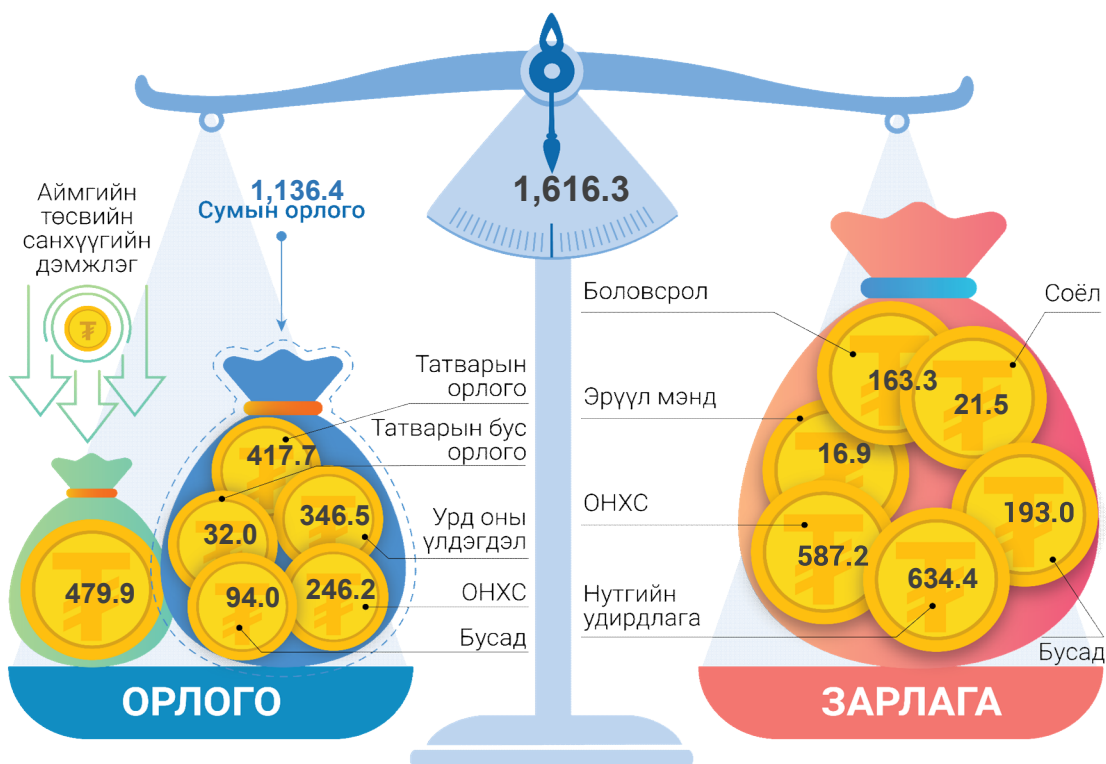 1,616.3
Аймгийн
төсвийн
санхүүгийн
дэмжлэг
1,136.4
Сумын орлого
Татварын
орлого
Татварын бус
орлого
Урд оны
үлдэгдэл
ОНХС
Бусад
417.7
32.0
346.5
94.0
246.2
479.9
ОРЛОГО
Боловсрол
Соёл
Эрүүл мэнд
ОНХС
Нутгийн
удирдлага
Бусад
163.3
21.5
16.9
193.0
587.2
634.4
ЗАРЛАГА